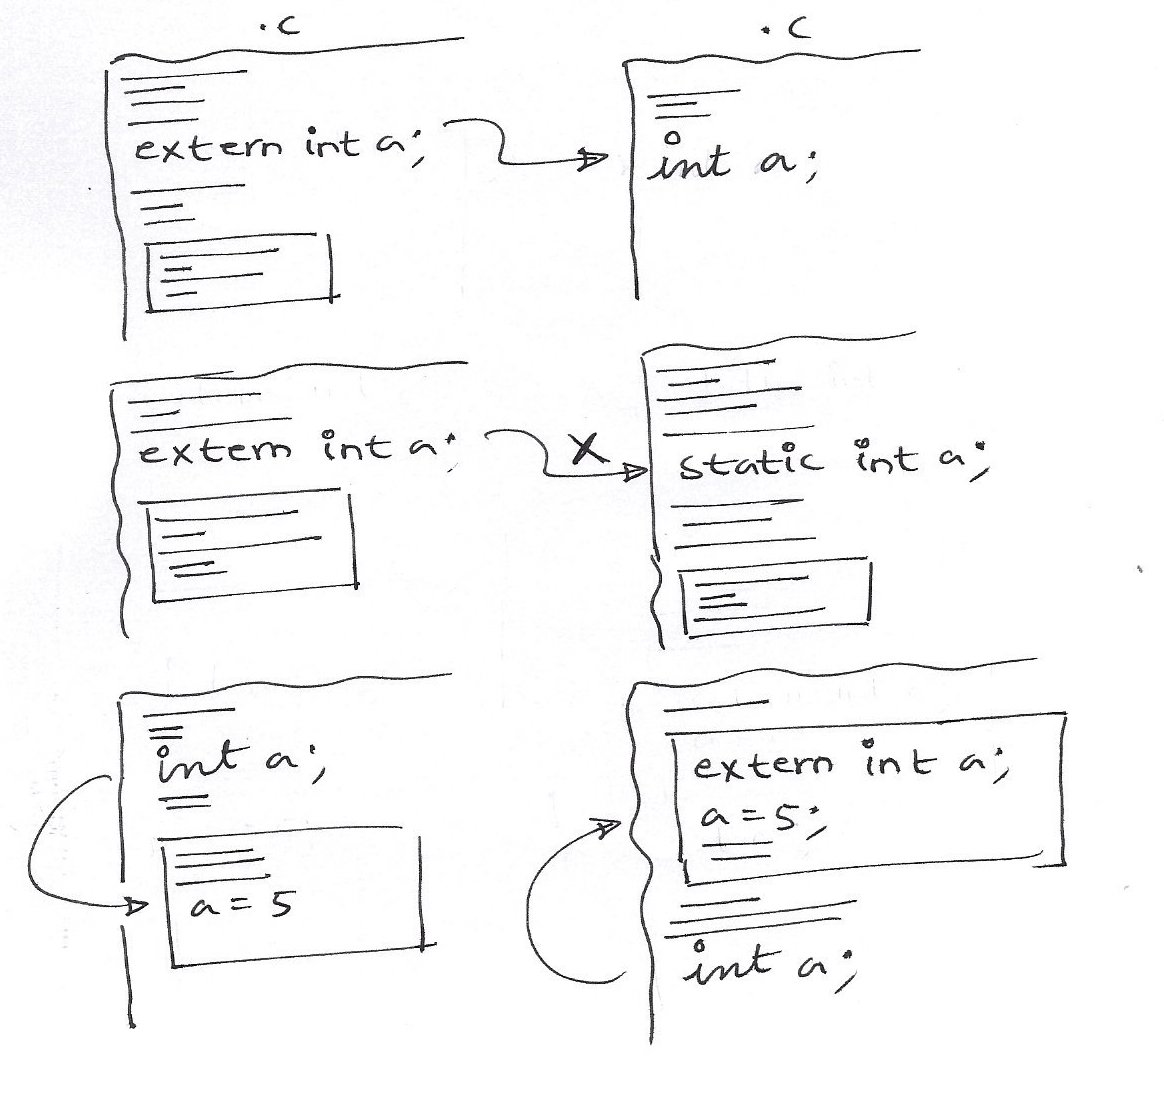 .c
.c
extern int a;
int a;
extern int a;
X
static int a;
int a;
a = 5
extern int a;
a = 5;
int a;